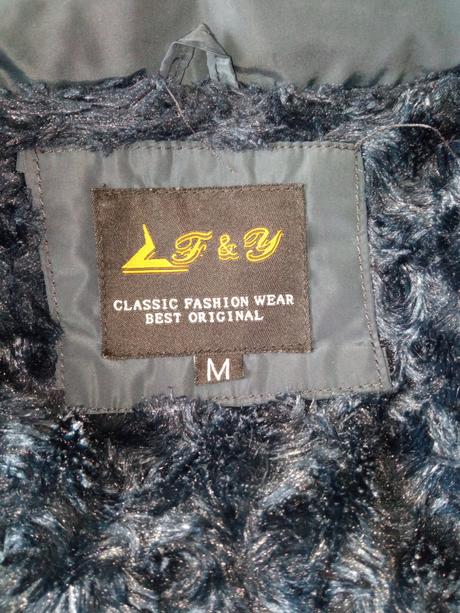 F & Y
CLASSIC FASHION WEAR
BEST ORIGINAL
M